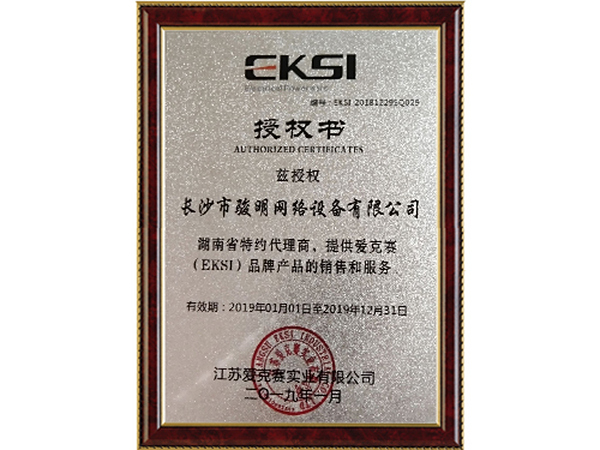 EKSI
Electrical Powerware
编号:EKSI 20181229SQ025
授权书
AUTHORIZED CERTIFICATES
兹授权
长沙市骏明网络设备有限公司
湖南省特约代理商、提供爱克赛
(EKSI)品牌产品的销售和服务
有效期:2019年01月01日至2019年12月31日
江苏爱克赛实业有限公司
二〇一九年一月